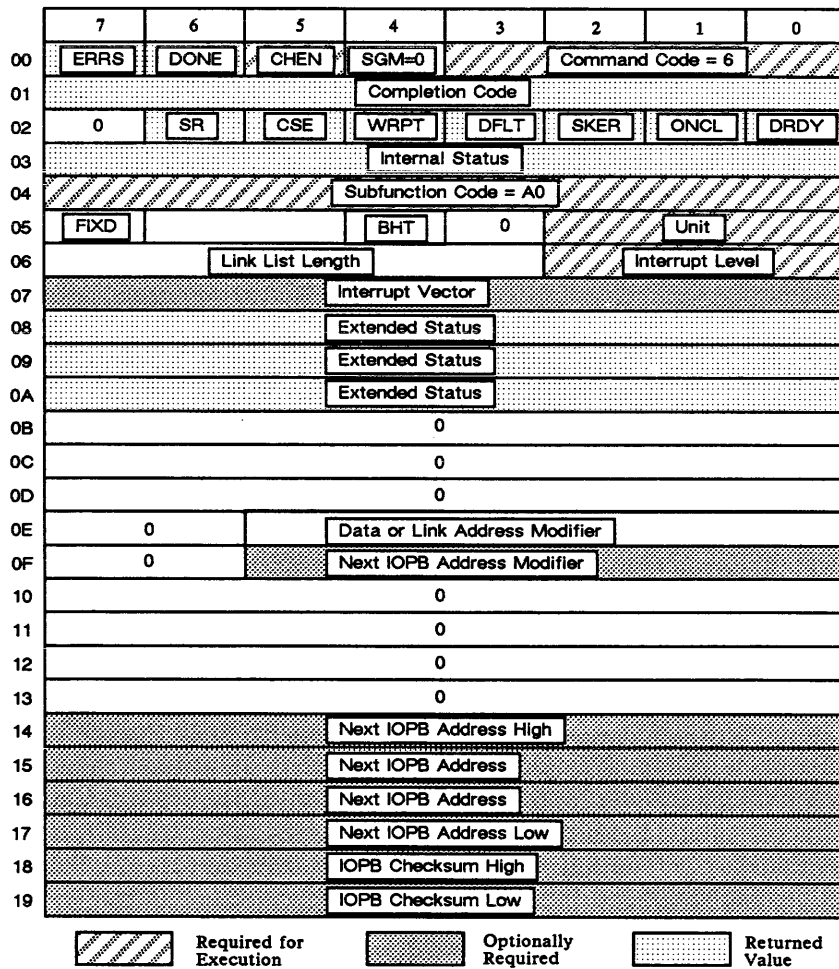 7 6 5 4 3 2 1 0
00 ERRS DONE CHEN SGM=0 Command Code = 6
01 Completion Code
02 0 SR CSE WRPT DFLT SKER ONCL DRDY
03 Internal Status
04 Subfunction Code = A0
05 FIXD BHT 0 Unit
06 Link List Length Interrupt Level
07 Interrupt Vector
08 Extended Status
09 Extended Status
0A Extended Status
0B 0
0C 0
0D 0
0E 0 Data or Link Address Modifier
0F 0 Next IOPB Address Modifier
10 0
11 0
12 0
13 0
14 Next IOPB Address High
15 Next IOPB Address
16 Next IOPB Address
17 Next IOPB Address Low
18 IOPB Checksum High
19 IOPB Checksum Low
Required for Execution
Optionally Required
Returned Value